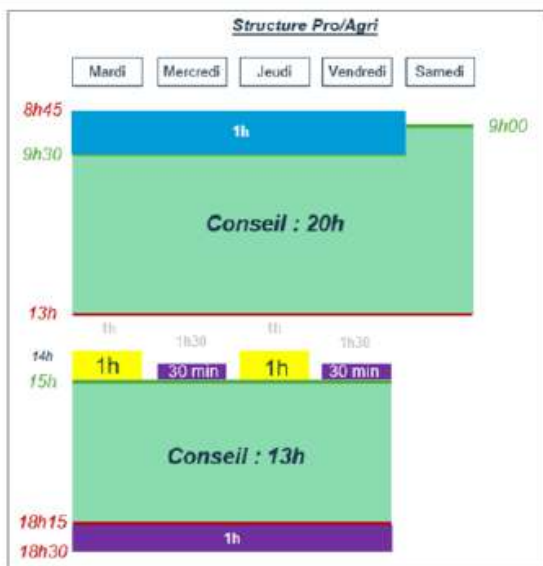 Structure Pro/Agri
Mardi Mercredi Jeudi Vendredi Samedi
8h45
1h
9h00
9h30
Conseil : 20h
13h
1h 1h30 1h 1h30
14h
1h 30 min 1h 30 min
15h
Conseil : 13h
18h15
1h
18h30